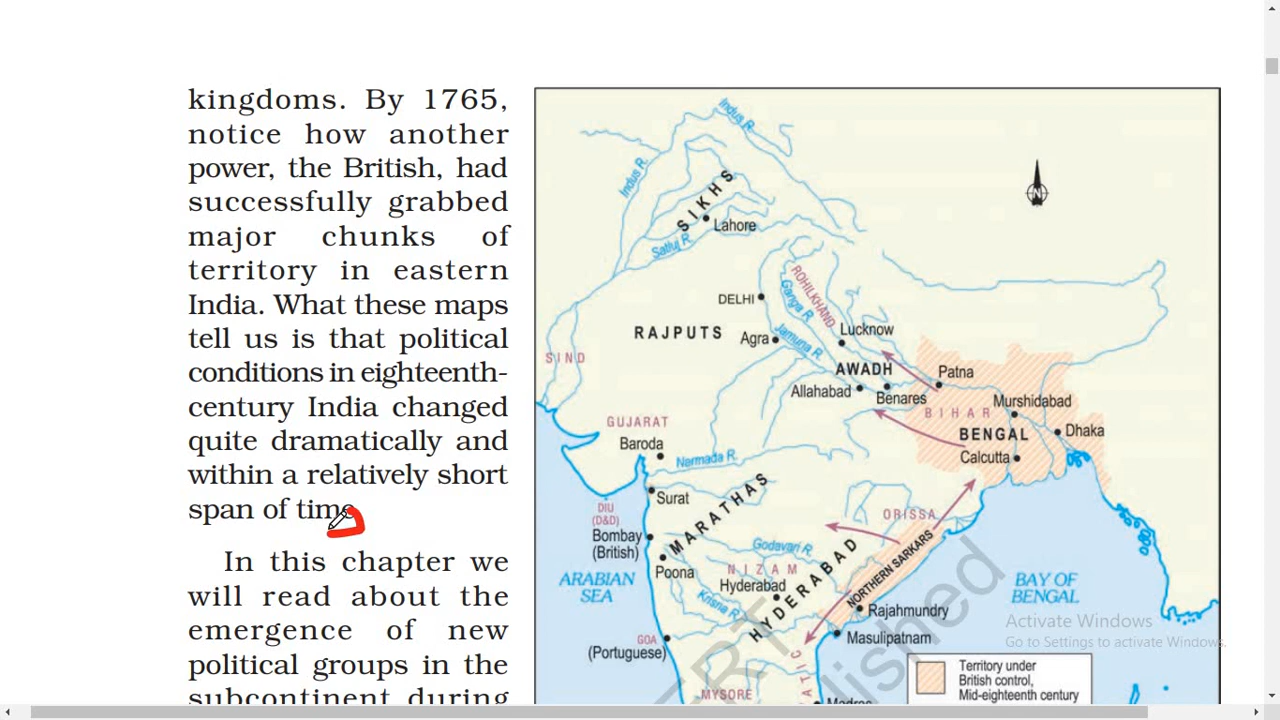 kingdoms. By 1765,
notice how another
power, the British, had
successfully grabbed
major chunks of
territory in eastern
India. What these maps
tell us is that political
conditions in eighteenth-
century India changed
quite dramatically and
within a relatively short
span of time
In this chapter we
will read about the
emergence of new
political groups in the
subcontinent during
Indus R.
Indus R.
SIKHS
Lahore
Satluj R.
N
DELHI
ROHILKHAND
Ganga R.
RAJPUTS
Agra
Jamuna R.
Lucknow
SIND
AWADH
Patna
Allahabad
Benares
Murshidabad
BIHAR
GUJARAT
BENGAL
Dhaka
Baroda
Calcutta
Narmada R.
Surat
MARATHAS
DIU
(D&D)
ORISSA
Bombay
(British)
Godavari R.
Poona
NIZAM
Hyderabad
HYDERABAD
NORTHERN SARKARS
ARABIAN
SEA
BAY OF
BENGAL
Krisna R.
Rajahmundry
Masulipatnam
GOA
(Portuguese)
Activate Windows
Go to Settings to activate Windows.
Territory under
British control,
Mid-eighteenth century
MYSORE